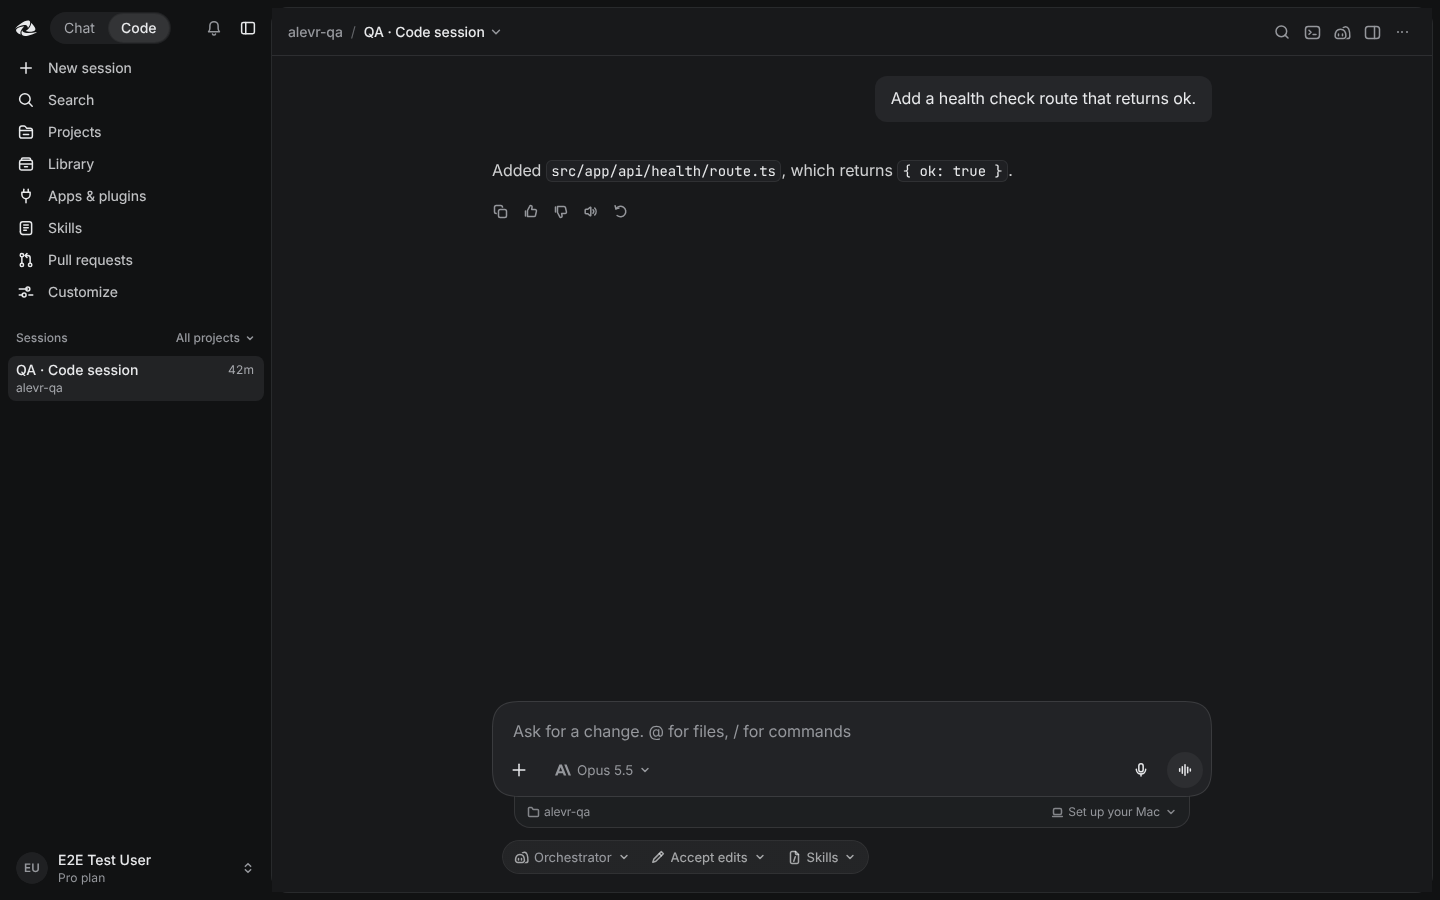 Chat
Code
New session
Search
Projects
Library
Apps & plugins
Skills
Pull requests
Customize
Sessions
All projects
QA · Code session
42m
alevr-qa
EU
E2E Test User
Pro plan
alevr-qa / QA · Code session
Add a health check route that returns ok.
Added src/app/api/health/route.ts, which returns { ok: true }.
Ask for a change. @ for files, / for commands
Opus 5.5
alevr-qa
Set up your Mac
Orchestrator
Accept edits
Skills